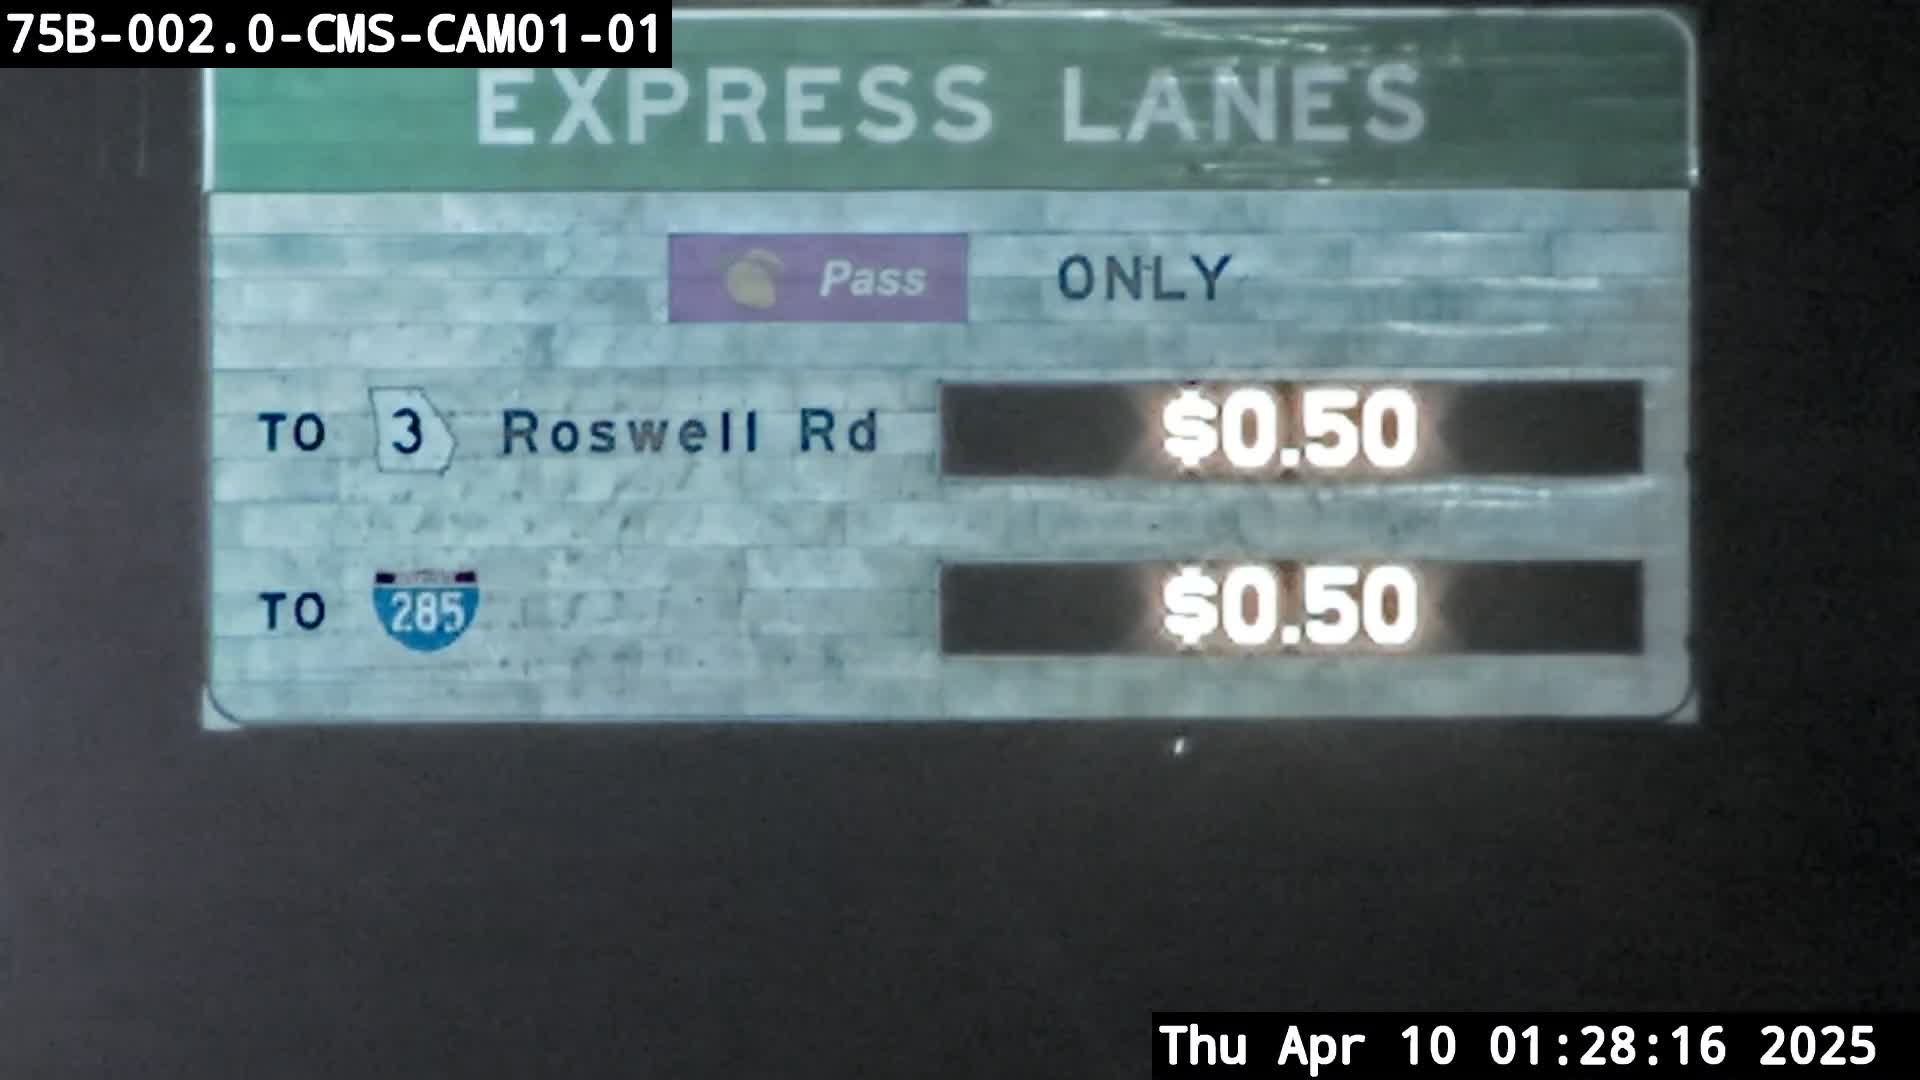 75B-002.0-CMS-CAM01-01
EXPRESS LANES
Pass ONLY
TO 3 Roswell Rd $0.50
TO 285 $0.50
Thu Apr 10 01:28:16 2025